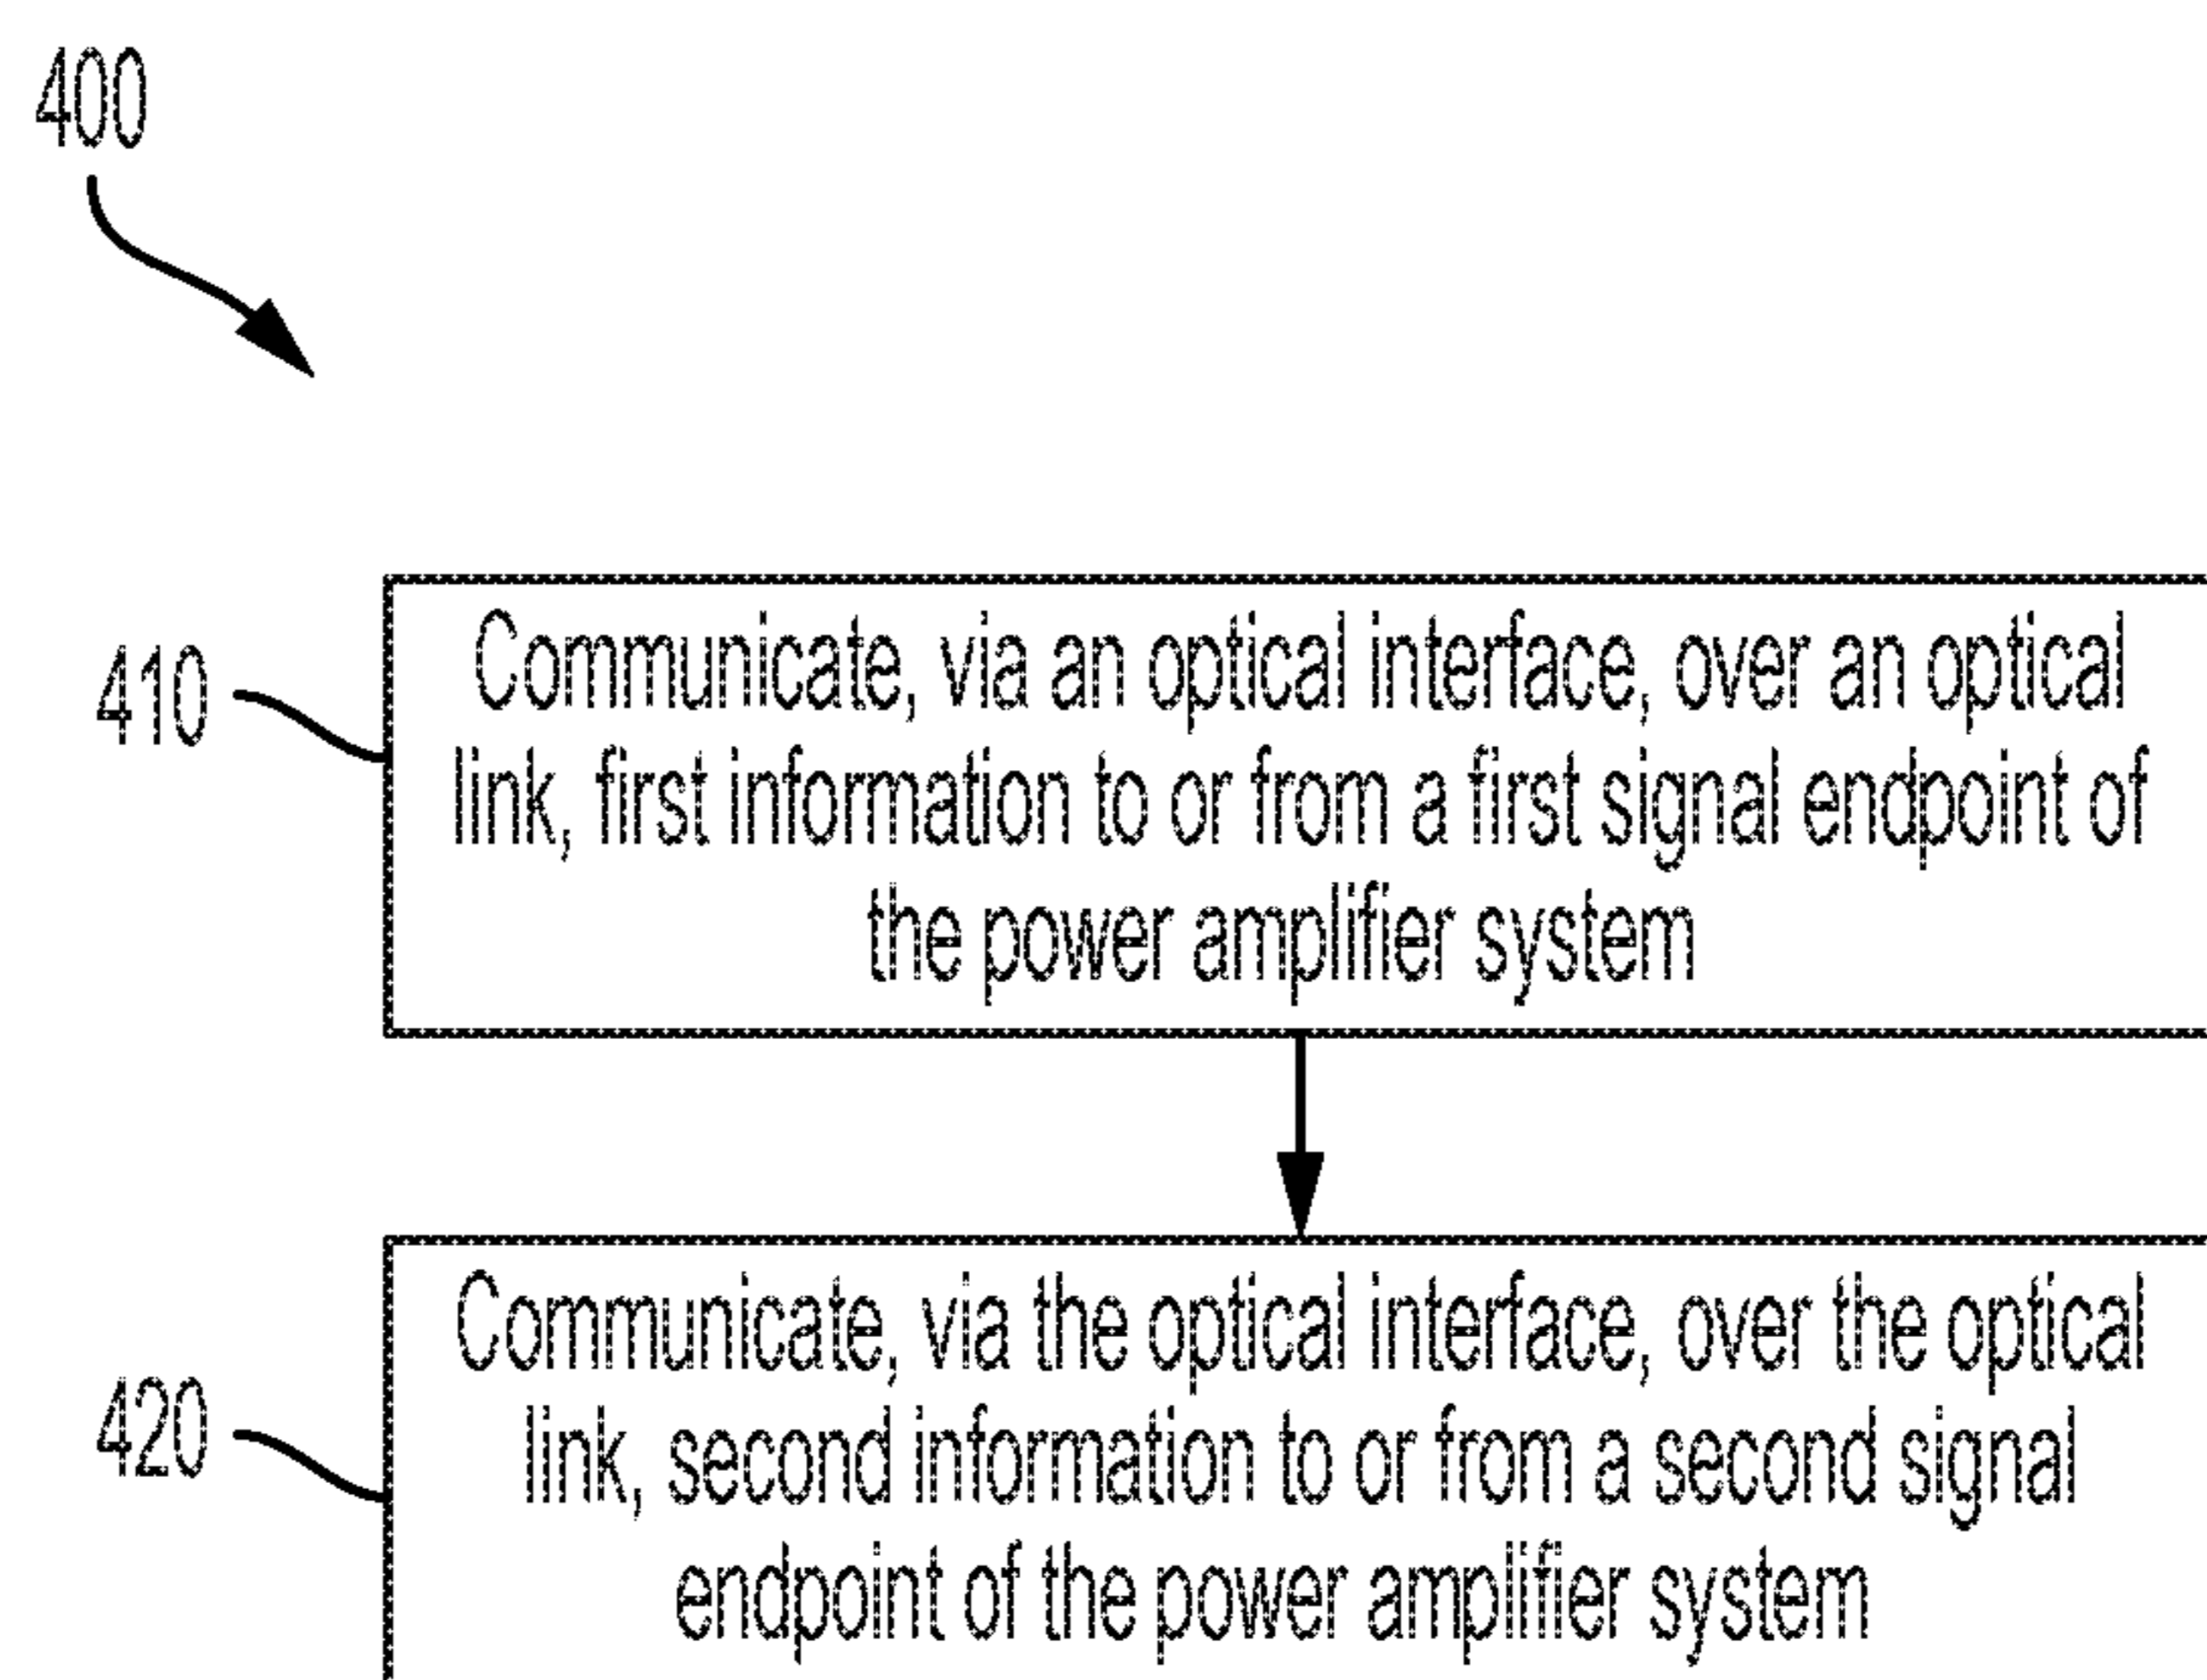 400
410
Communicate, via an optical interface, over an optical
link, first information to or from a first signal endpoint of
the power amplifier system
420
Communicate, via the optical interface, over the optical
link, second information to or from a second signal
endpoint of the power amplifier system